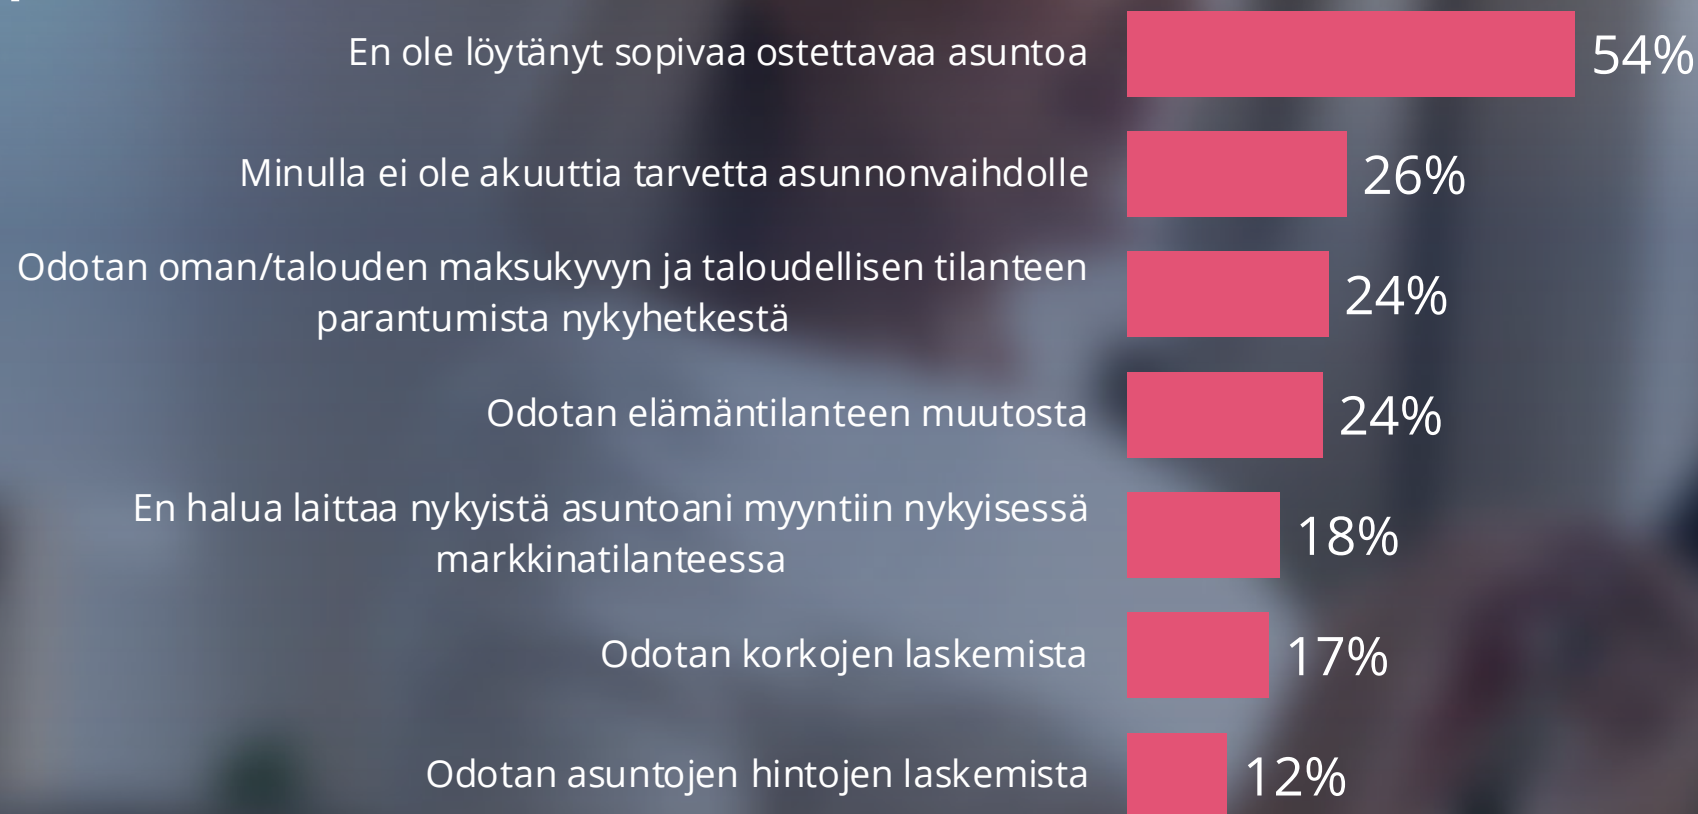 En ole löytänyt sopivaa ostettavaa asuntoa 54%
Minulla ei ole akuuttia tarvetta asunnonvaihdolle 26%
Odotan oman/talouden maksukyvyn ja taloudellisen tilanteen
parantumista nykyhetkestä 24%
Odotan elämäntilanteen muutosta 24%
En halua laittaa nykyistä asuntoani myyntiin nykyisessä
markkinatilanteessa 18%
Odotan korkojen laskemista 17%
Odotan asuntojen hintojen laskemista 12%